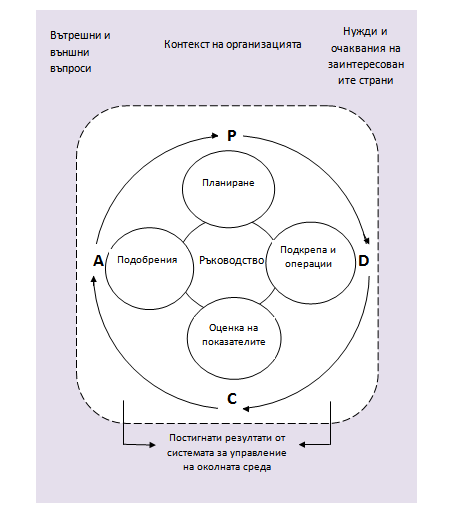 Вътрешни и
външни
въпроси
Контекст на организацията
Нужди и
очаквания на
заинтересован
ите страни
P
Планиране
A
Подобрения
Ръководство
Подкрепа и
операции
D
Оценка на
показателите
C
Постигнати резултати от
системата за управление
на околната среда